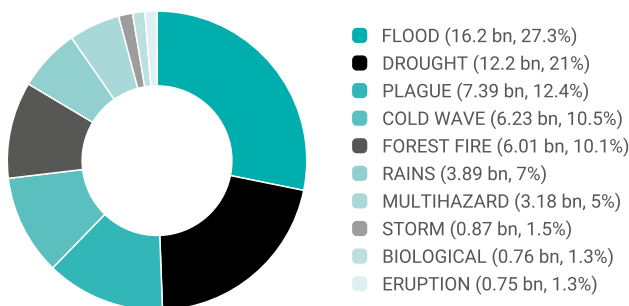 FLOOD (16.2 bn, 27.3%)
DROUGHT (12.2 bn, 21%)
PLAGUE (7.39 bn, 12.4%)
COLD WAVE (6.23 bn, 10.5%)
FOREST FIRE (6.01 bn, 10.1%)
RAINS (3.89 bn, 7%)
MULTIHAZARD (3.18 bn, 5%)
STORM (0.87 bn, 1.5%)
BIOLOGICAL (0.76 bn, 1.3%)
ERUPTION (0.75 bn, 1.3%)